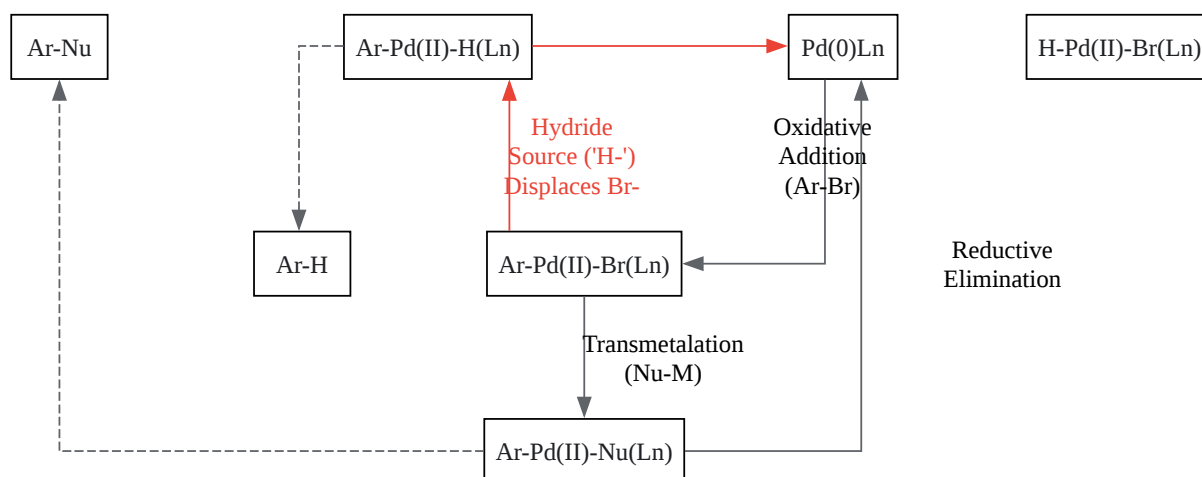 Ar-Nu
Ar-Pd(II)-H(Ln)
Pd(0)Ln
H-Pd(II)-Br(Ln)
Hydride
Source ('H-')
Displaces Br-
Oxidative
Addition
(Ar-Br)
Ar-H
Ar-Pd(II)-Br(Ln)
Reductive
Elimination
Transmetalation
(Nu-M)
Ar-Pd(II)-Nu(Ln)